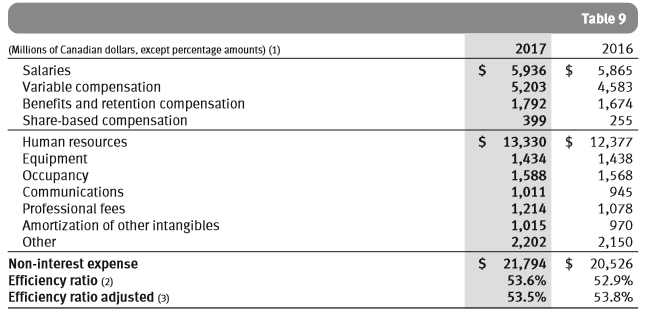 Table 9
(Millions of Canadian dollars, except percentage amounts) (1) 2017 2016
Salaries $ 5,936 $ 5,865
Variable compensation 5,203 4,583
Benefits and retention compensation 1,792 1,674
Share-based compensation 399 255
Human resources $ 13,330 $ 12,377
Equipment 1,434 1,438
Occupancy 1,588 1,568
Communications 1,011 945
Professional fees 1,214 1,078
Amortization of other intangibles 1,015 970
Other 2,202 2,150
Non-interest expense $ 21,794 $ 20,526
Efficiency ratio (2) 53.6% 52.9%
Efficiency ratio adjusted (3) 53.5% 53.8%